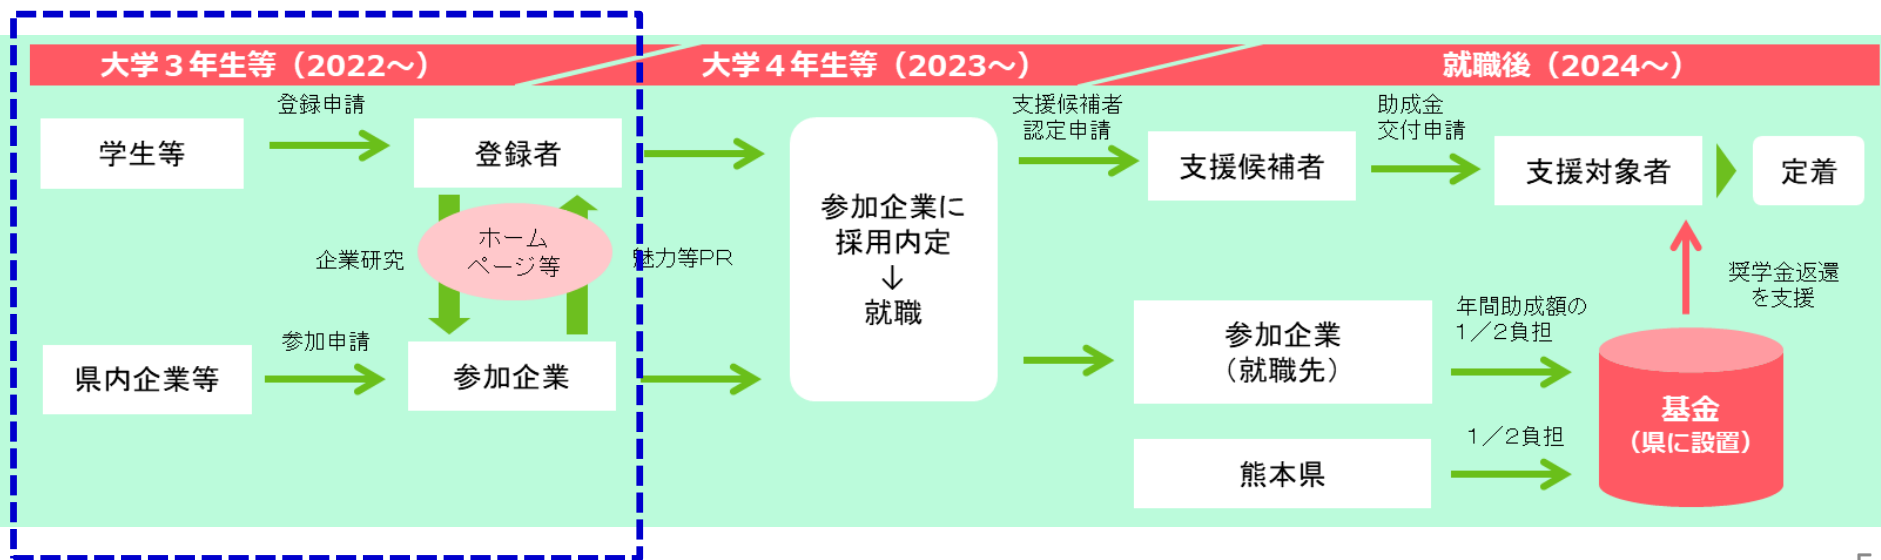 大学３年生等（2022～）
大学４年生等（2023～）
就職後（2024～）
登録申請
学生等
登録者
企業研究
ホーム
ページ等
魅力等PR
参加申請
県内企業等
参加企業
参加企業に
採用内定
↓
就職
支援候補者
認定申請
支援候補者
助成金
交付申請
支援対象者
定着
奨学金返還
を支援
参加企業
（就職先）
年間助成額の
１／２負担
熊本県
１／２負担
基金
（県に設置）